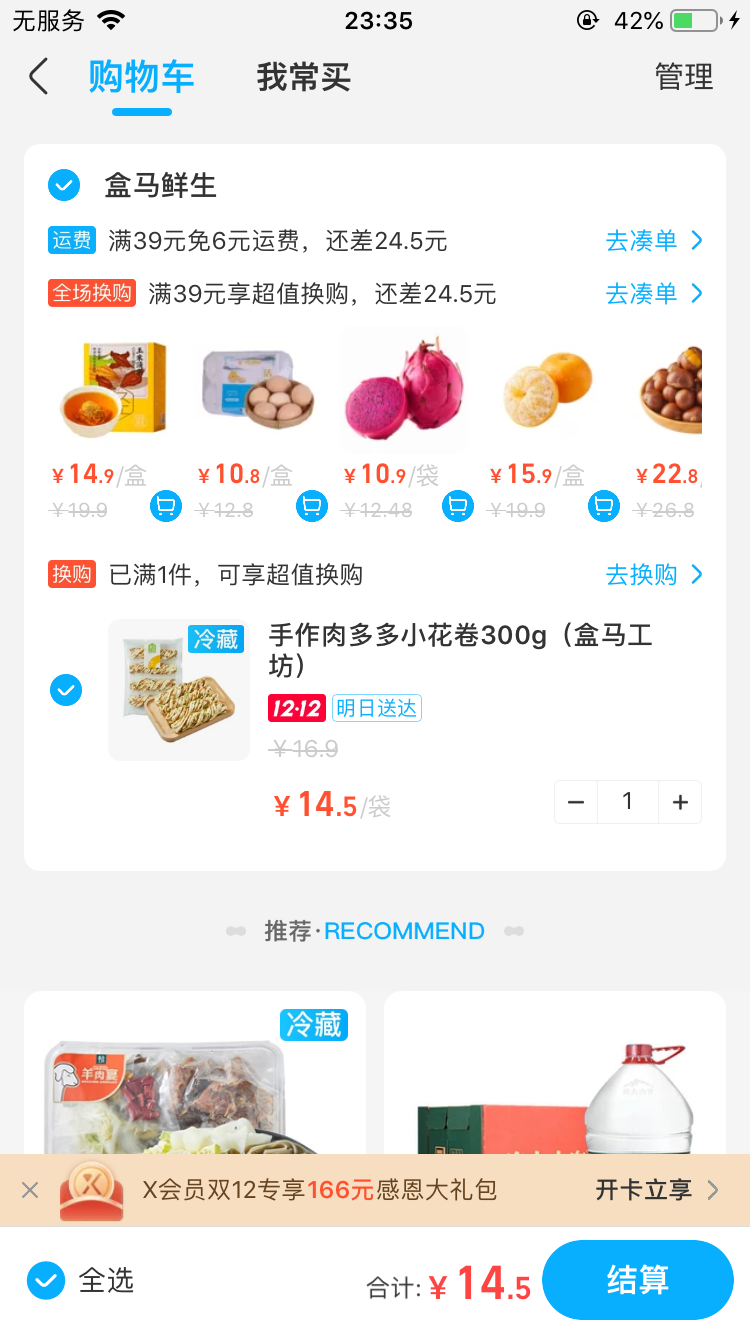 无服务 23:35 42%
购物车 我常买 管理
盒马鲜生
运费 满39元免6元运费，还差24.5元 去凑单
全场换购 满39元享超值换购，还差24.5元 去凑单
¥14.9/盒 ¥10.8/盒 ¥10.9/袋 ¥15.9/盒 ¥22.8/
¥19.9 ¥12.8 ¥12.48 ¥19.9 ¥26.8
换购 已满1件，可享超值换购 去换购
冷藏
手作肉多多小花卷300g（盒马工
坊）
12·12 明日送达
¥16.9
¥14.5/袋 1
推荐·RECOMMEND
冷藏
羊肉宴
X会员双12专享166元感恩大礼包 开卡立享
全选 合计: ¥14.5 结算